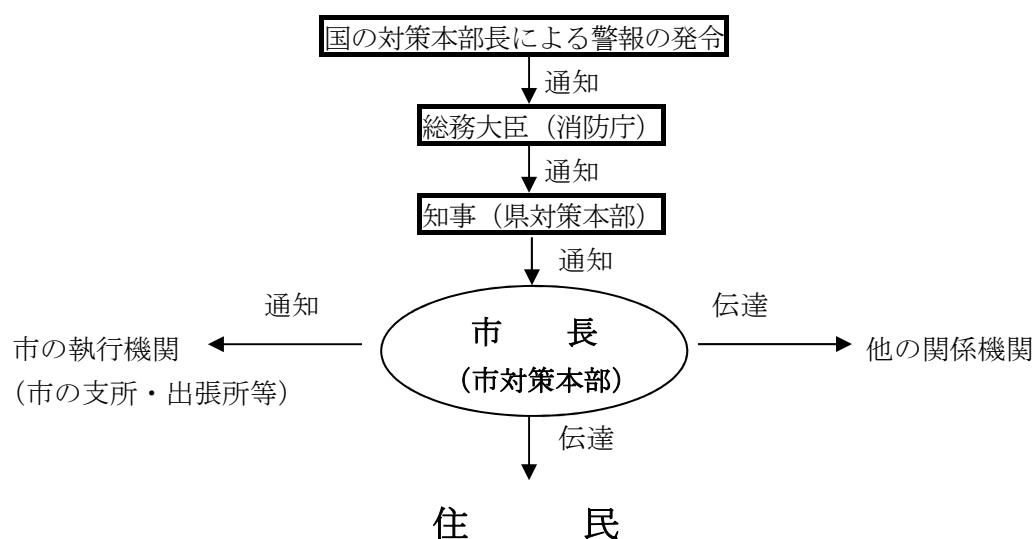 国の対策本部長による警報の発令
通知
総務大臣（消防庁）
通知
知事（県対策本部）
通知
通知
伝達
市　　長
（市対策本部）
市の執行機関
（市の支所・出張所等）
他の関係機関
伝達
住　　　民